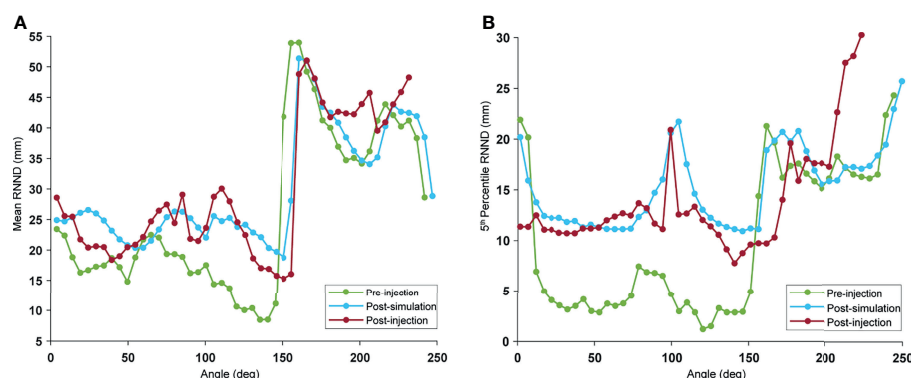 A
Mean RNND (mm)
55
50
45
40
35
30
25
20
15
10
5
0
50
100
150
200
250
Angle (deg)
Pre-injection
Post-simulation
Post-injection
B
5th Percentile RNND (mm)
30
25
20
15
10
5
0
0
50
100
150
200
250
Angle (deg)
Pre-injection
Post-simulation
Post-injection